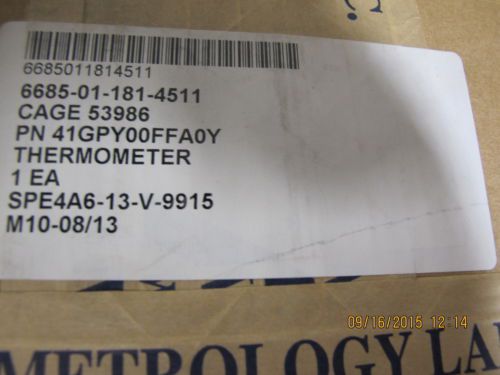 6685011814511
6685-01-181-4511
CAGE 53986
PN 41GPY00FFA0Y
THERMOMETER
1 EA
SPE4A6-13-V-9915
M10-08/13
09/16/2015 12:14
METROLOGY LA